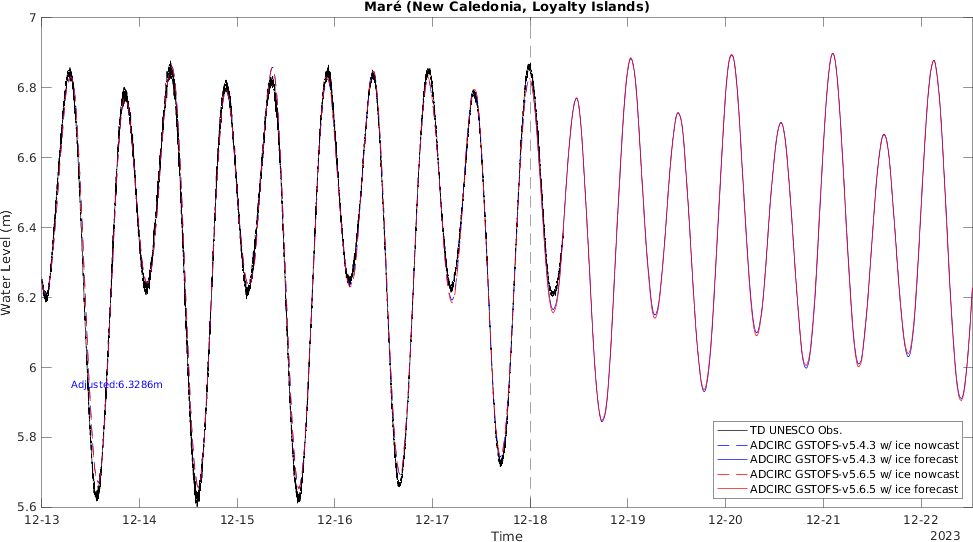 Maré (New Caledonia, Loyalty Islands)
7
6.8
6.6
6.4
6.2
6
5.8
5.6
Water Level (m)
Adjusted:6.3286m
TD UNESCO Obs.
ADCIRC GSTOFS-v5.4.3 w/ ice nowcast
ADCIRC GSTOFS-v5.4.3 w/ ice forecast
ADCIRC GSTOFS-v5.6.5 w/ ice nowcast
ADCIRC GSTOFS-v5.6.5 w/ ice forecast
12-13 12-14 12-15 12-16 12-17 12-18 12-19 12-20 12-21 12-22
Time
2023